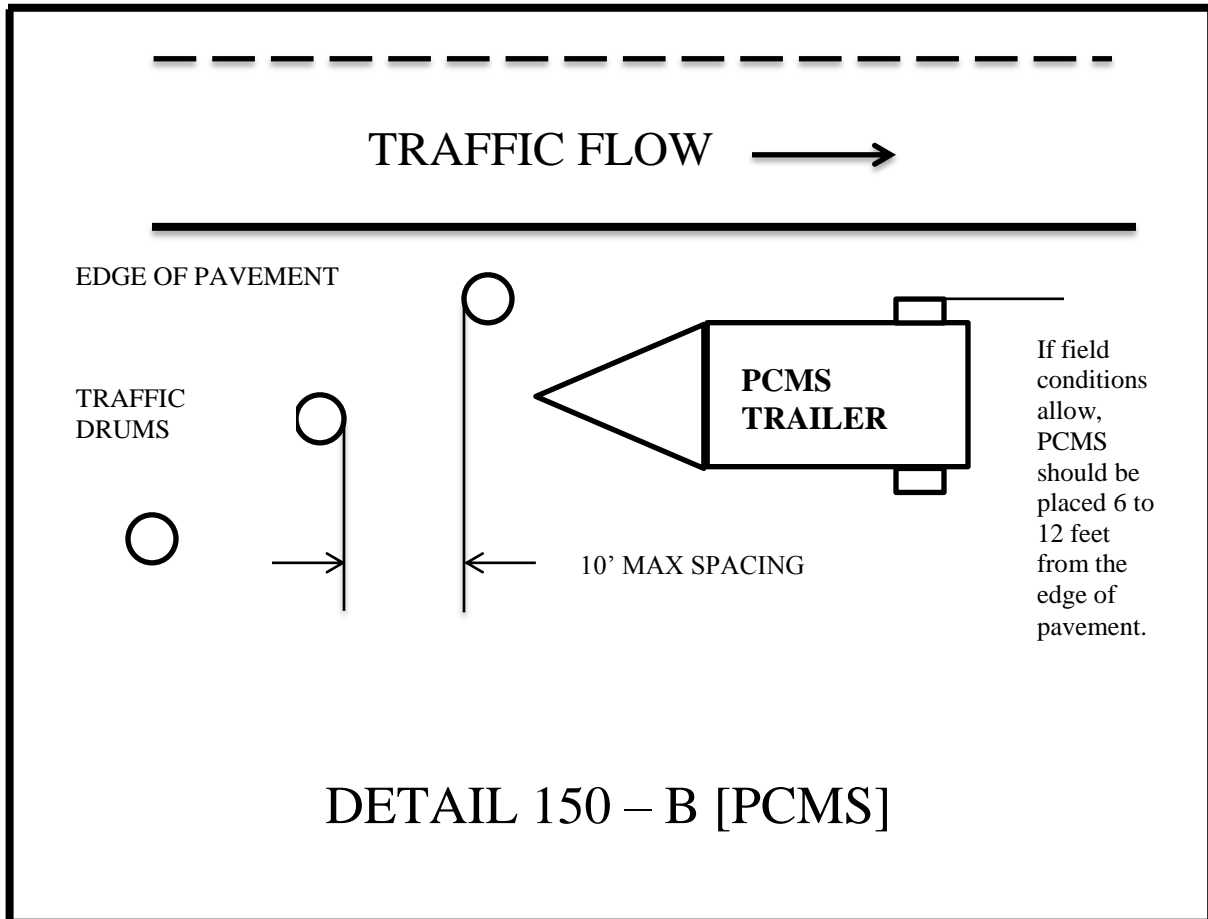 TRAFFIC FLOW
EDGE OF PAVEMENT
TRAFFIC
DRUMS
PCMS
TRAILER
If field
conditions
allow,
PCMS
should be
placed 6 to
12 feet
from the
edge of
pavement.
10’ MAX SPACING
DETAIL 150 – B [PCMS]